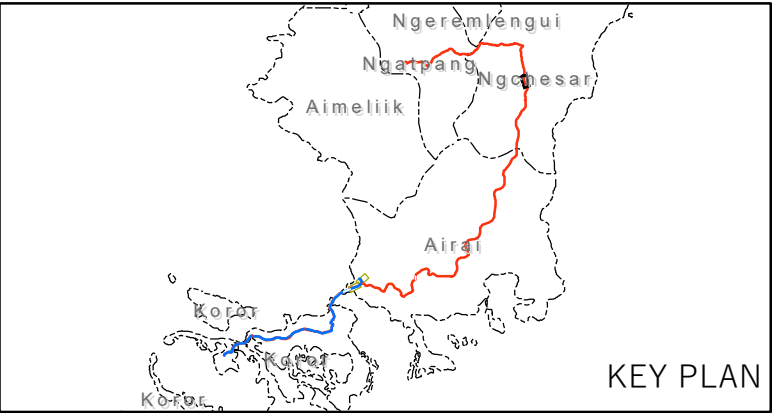 Ngeremlengui
Ngatpang
Ngchesar
Aimeliik
Airai
Koror
Koror
KEY PLAN
Koror